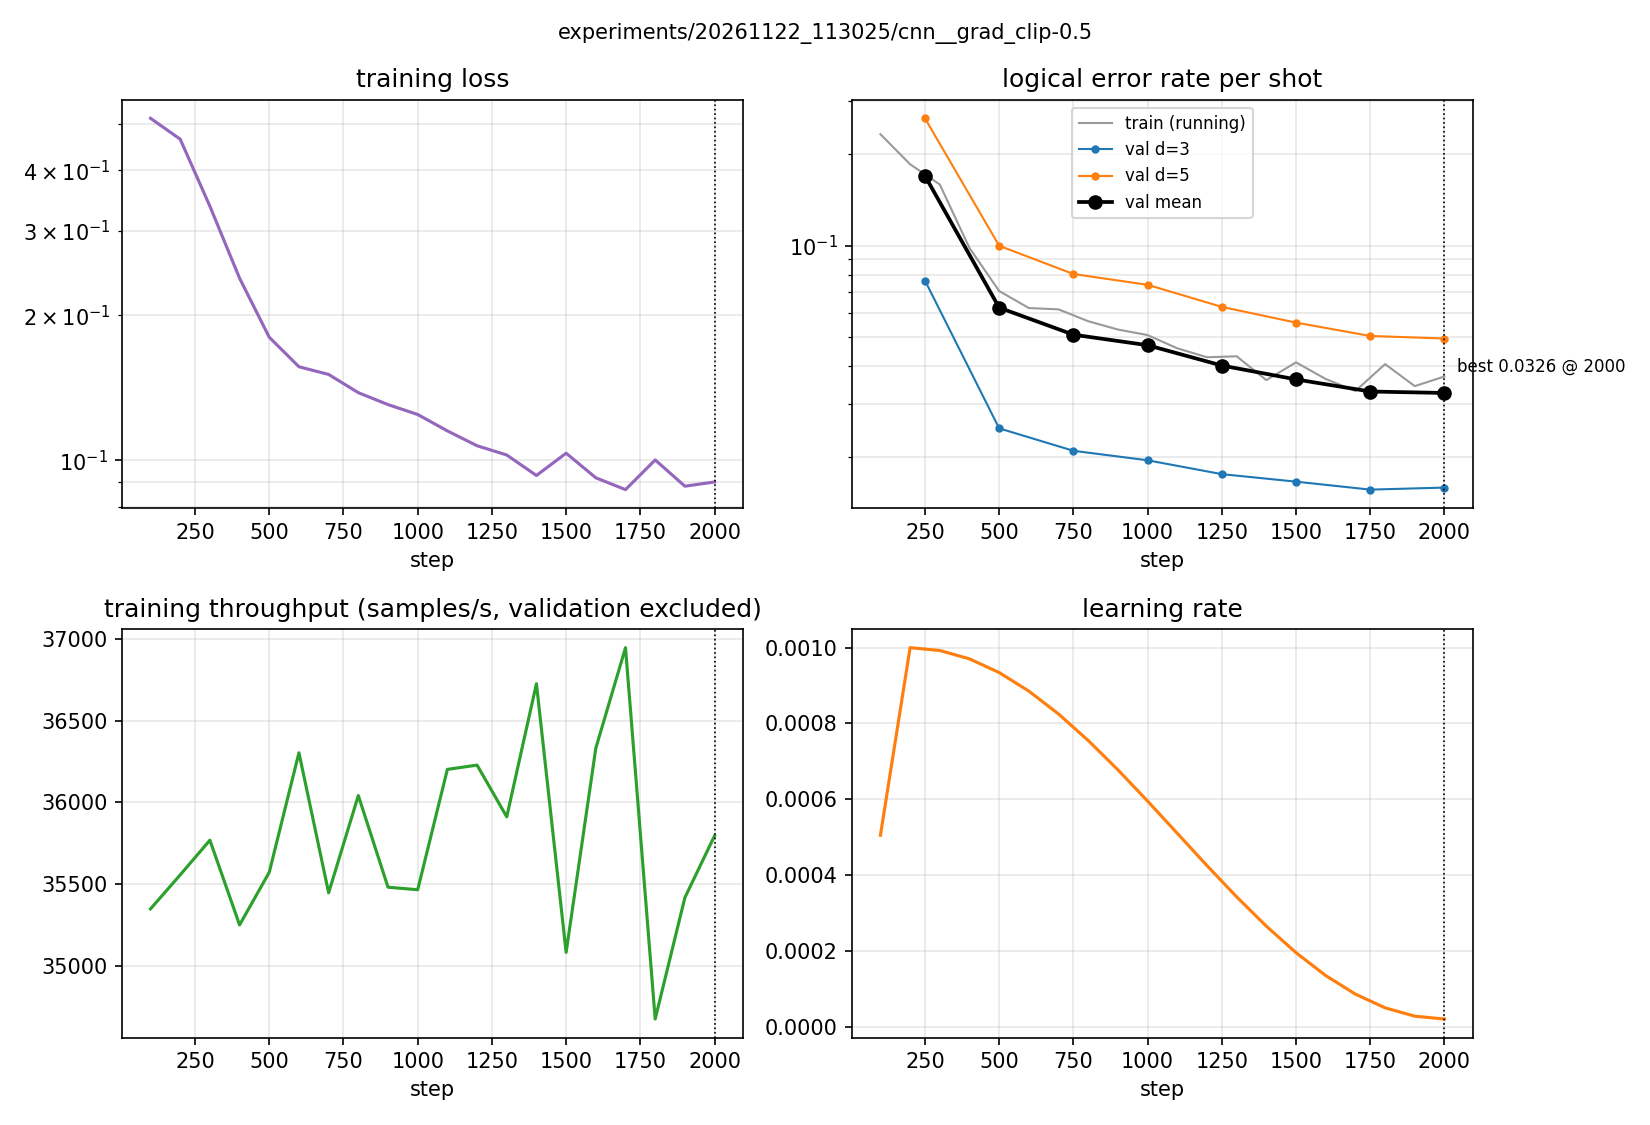 experiments/20261122_113025/cnn__grad_clip-0.5
training loss
4 × 10⁻¹
3 × 10⁻¹
2 × 10⁻¹
10⁻¹
250 500 750 1000 1250 1500 1750 2000
step
logical error rate per shot
train (running)
val d=3
val d=5
val mean
10⁻¹
best 0.0326 @ 2000
250 500 750 1000 1250 1500 1750 2000
step
training throughput (samples/s, validation excluded)
37000
36500
36000
35500
35000
250 500 750 1000 1250 1500 1750 2000
step
learning rate
0.0010
0.0008
0.0006
0.0004
0.0002
0.0000
250 500 750 1000 1250 1500 1750 2000
step